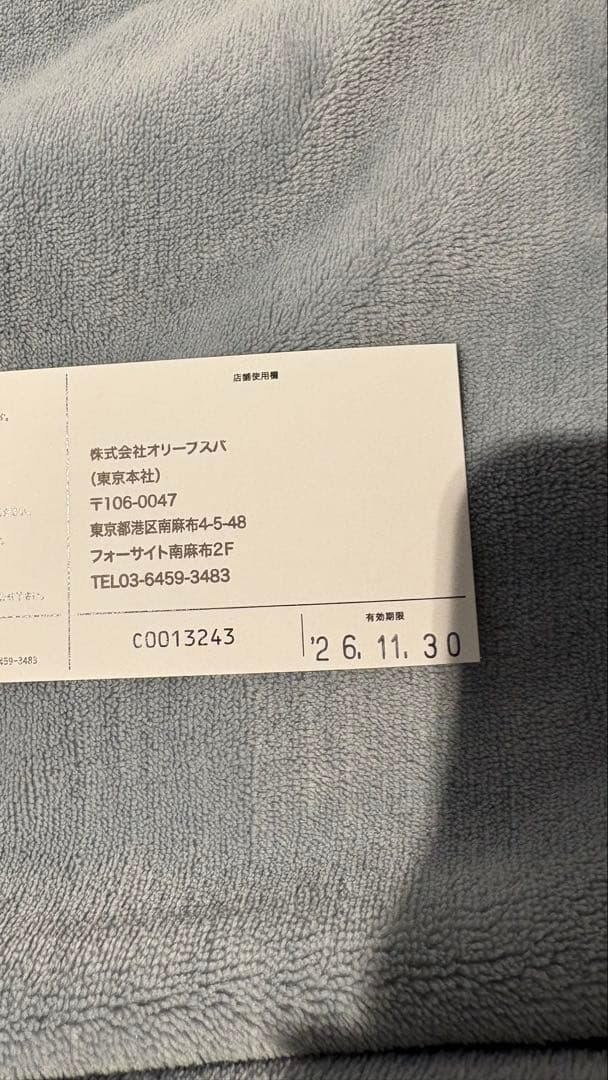 店舗使用欄
株式会社オリーブスパ
（東京本社）
〒106-0047
東京都港区南麻布4-5-48
フォーサイト南麻布2F
TEL03-6459-3483
C0013243
有効期限
'26.11.30
459-3483